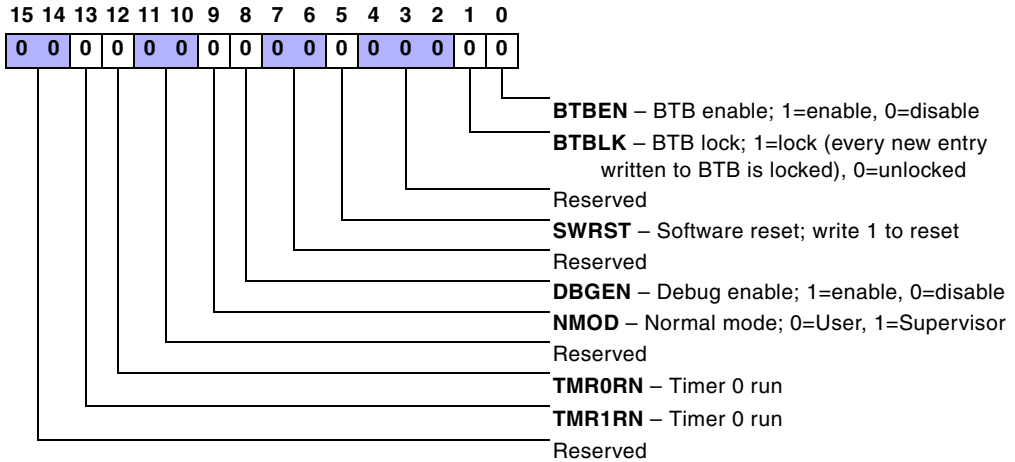 15 14 13 12 11 10 9 8 7 6 5 4 3 2 1 0
0 0 0 0 0 0 0 0 0 0 0 0 0 0 0 0
BTBEN – BTB enable; 1=enable, 0=disable
BTBLK – BTB lock; 1=lock (every new entry
written to BTB is locked), 0=unlocked
Reserved
SWRST – Software reset; write 1 to reset
Reserved
DBGEN – Debug enable; 1=enable, 0=disable
NMOD – Normal mode; 0=User, 1=Supervisor
Reserved
TMR0RN – Timer 0 run
TMR1RN – Timer 0 run
Reserved